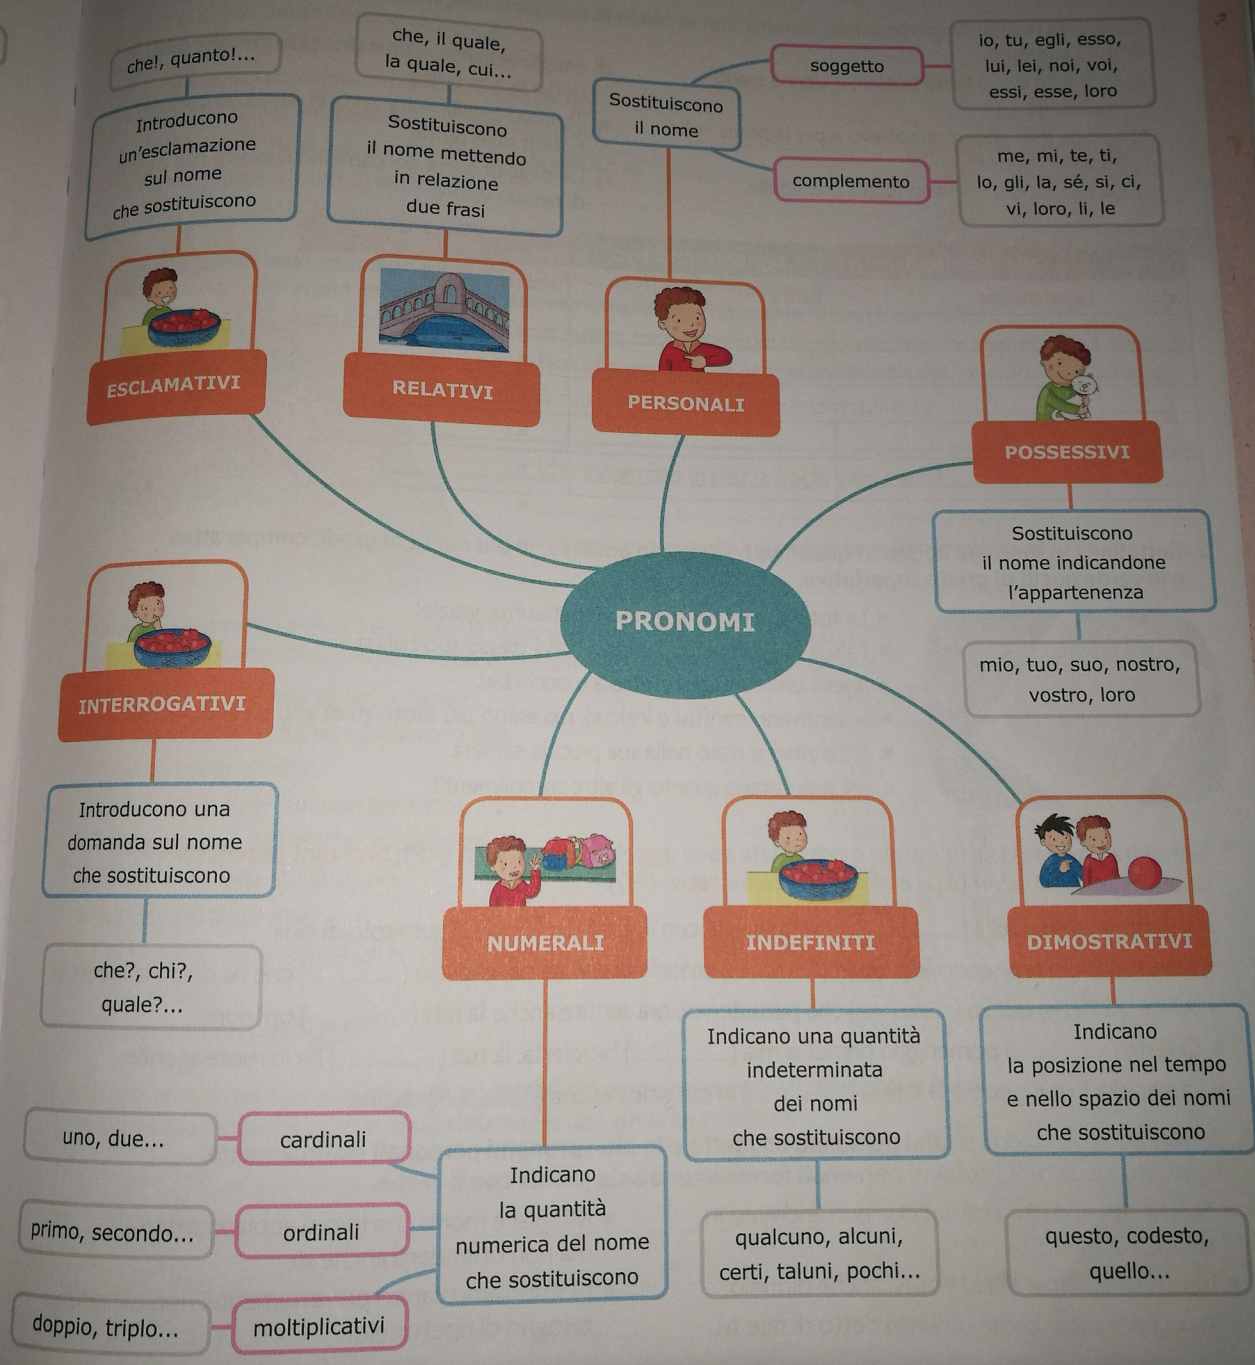 che!, quanto!...
Introducono
un'esclamazione
sul nome
che sostituiscono
ESCLAMATIVI
che, il quale,
la quale, cui...
Sostituiscono
il nome mettendo
in relazione
due frasi
RELATIVI
Sostituiscono
il nome
soggetto
io, tu, egli, esso,
lui, lei, noi, voi,
essi, esse, loro
complemento
me, mi, te, ti,
lo, gli, la, sé, si, ci,
vi, loro, li, le
PERSONALI
POSSESSIVI
Sostituiscono
il nome indicandone
l'appartenenza
mio, tuo, suo, nostro,
vostro, loro
PRONOMI
INTERROGATIVI
Introducono una
domanda sul nome
che sostituiscono
che?, chi?,
quale?...
NUMERALI
Indicano
la quantità
numerica del nome
che sostituiscono
cardinali
uno, due...
ordinali
primo, secondo...
moltiplicativi
doppio, triplo...
INDEFINITI
Indicano una quantità
indeterminata
dei nomi
che sostituiscono
qualcuno, alcuni,
certi, taluni, pochi...
DIMOSTRATIVI
Indicano
la posizione nel tempo
e nello spazio dei nomi
che sostituiscono
questo, codesto,
quello...